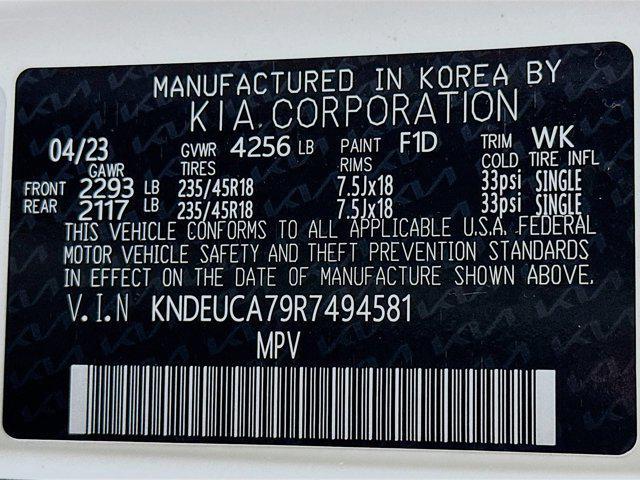 MANUFACTURED IN KOREA BY
KIA CORPORATION
04/23 GVWR 4256 LB PAINT F1D TRIM WK
GAWR TIRES RIMS COLD TIRE INFL
FRONT 2293 LB 235/45R18 7.5Jx18 33psi SINGLE
REAR 2117 LB 235/45R18 7.5Jx18 33psi SINGLE
THIS VEHICLE CONFORMS TO ALL APPLICABLE U.S.A. FEDERAL
MOTOR VEHICLE SAFETY AND THEFT PREVENTION STANDARDS
IN EFFECT ON THE DATE OF MANUFACTURE SHOWN ABOVE.
V.I.N KNDEUCA79R7494581
MPV